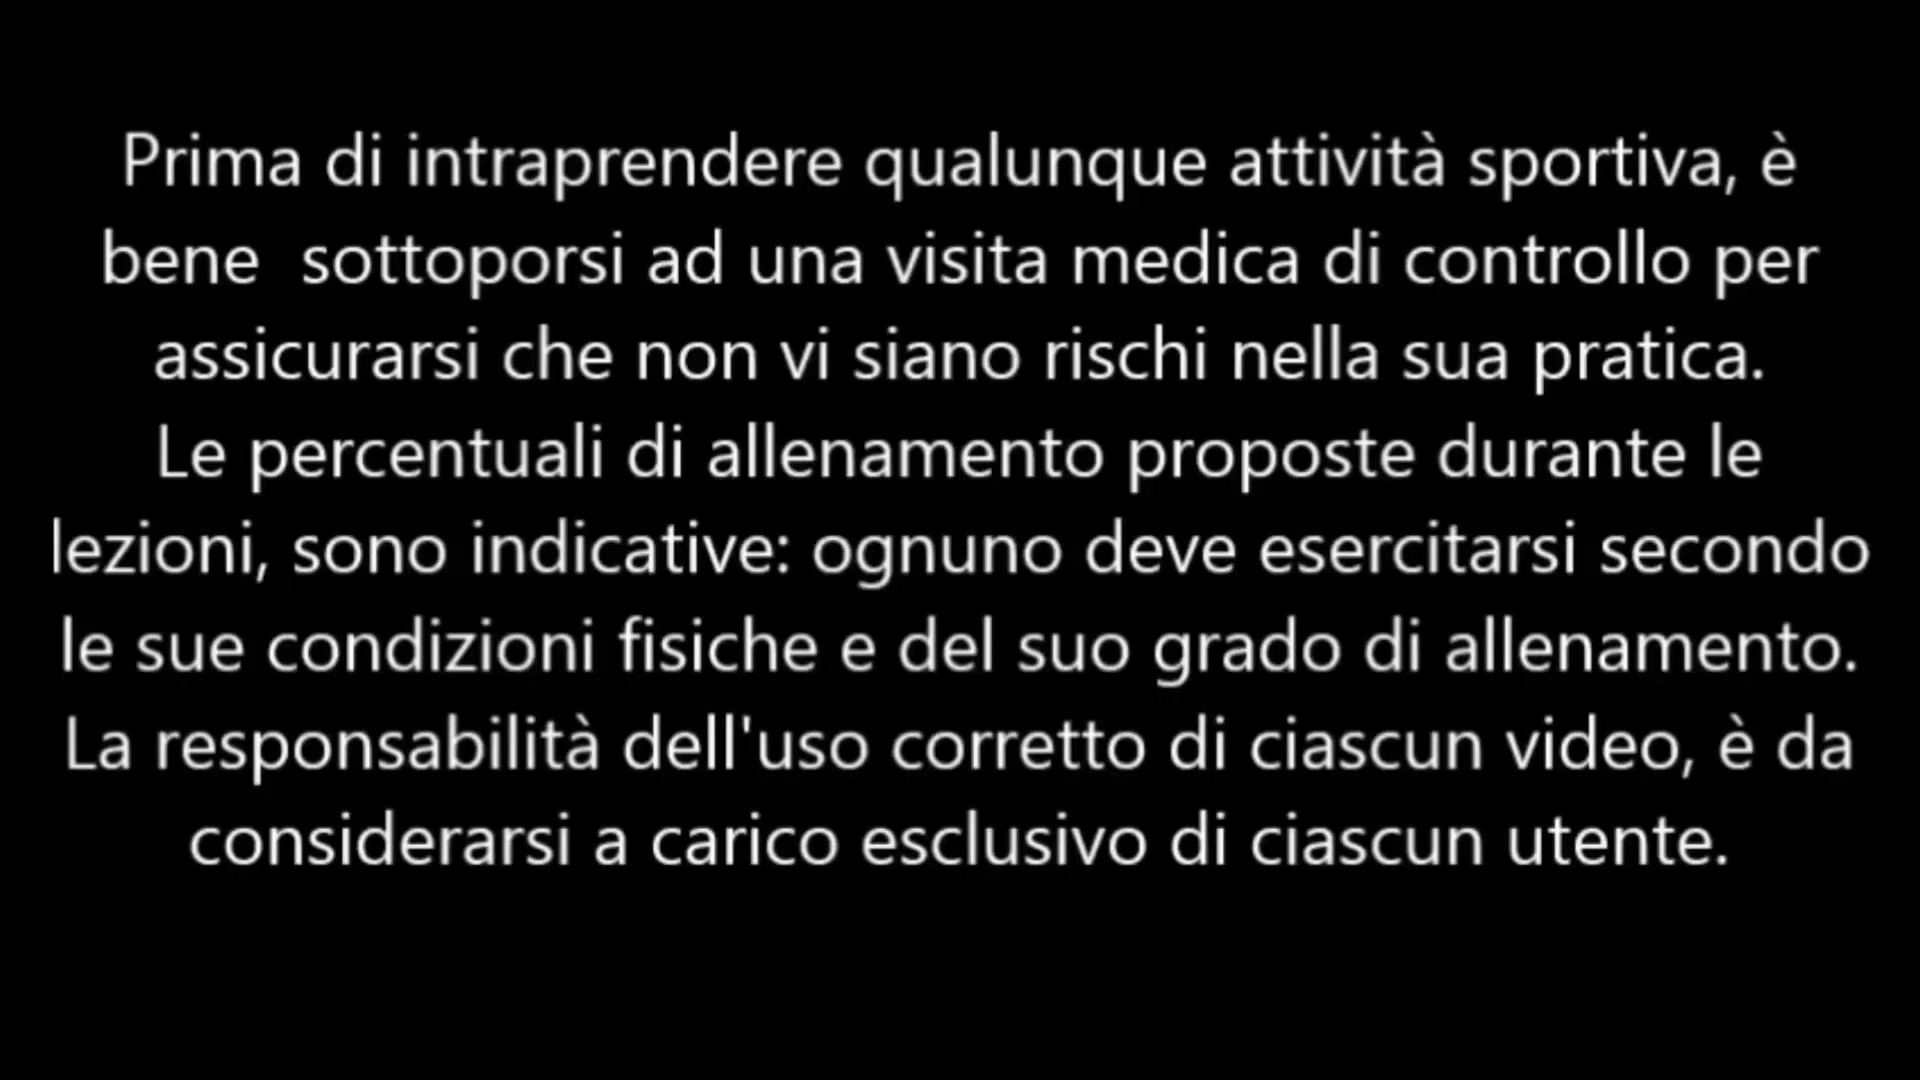 Prima di intraprendere qualunque attività sportiva, è
bene  sottoporsi ad una visita medica di controllo per
assicurarsi che non vi siano rischi nella sua pratica.
Le percentuali di allenamento proposte durante le
lezioni, sono indicative: ognuno deve esercitarsi secondo
le sue condizioni fisiche e del suo grado di allenamento.
La responsabilità dell'uso corretto di ciascun video, è da
considerarsi a carico esclusivo di ciascun utente.